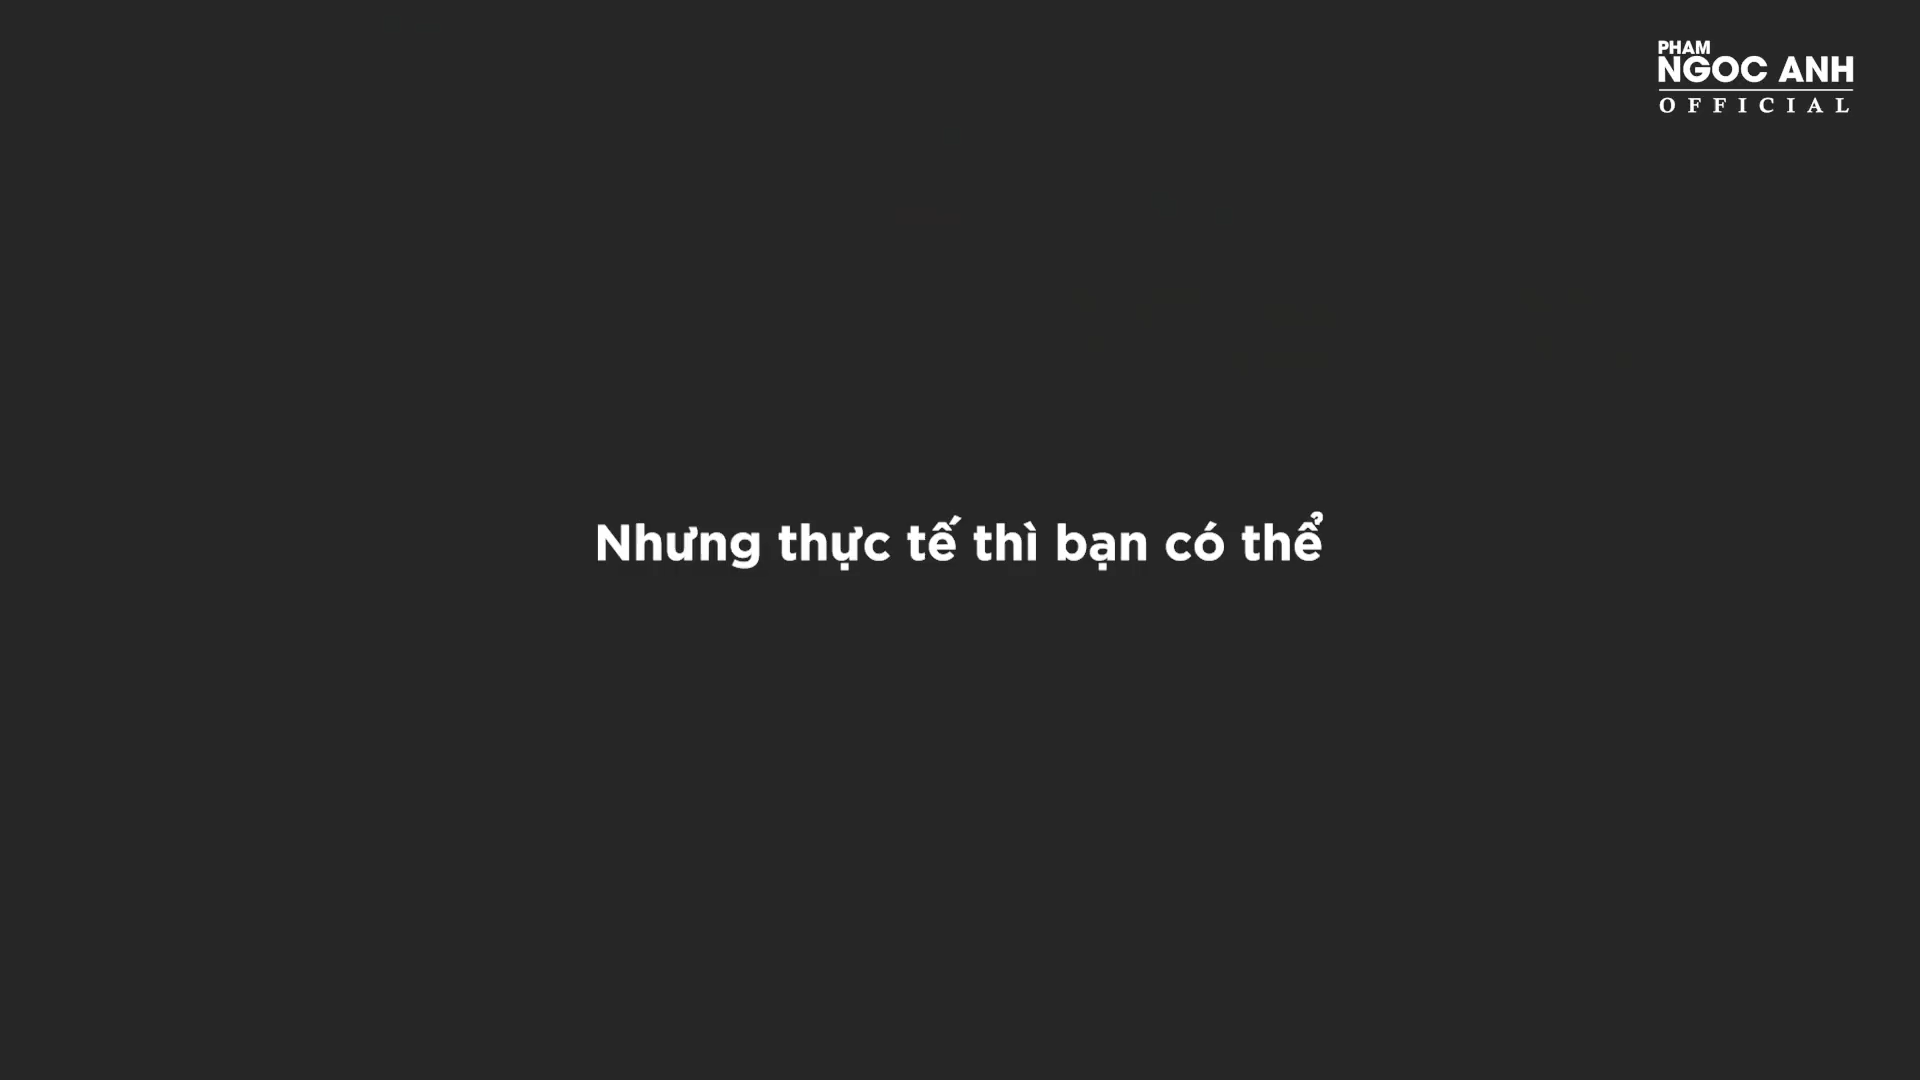 PHAM
NGOC ANH
OFFICIAL
Nhưng thực tế thì bạn có thể